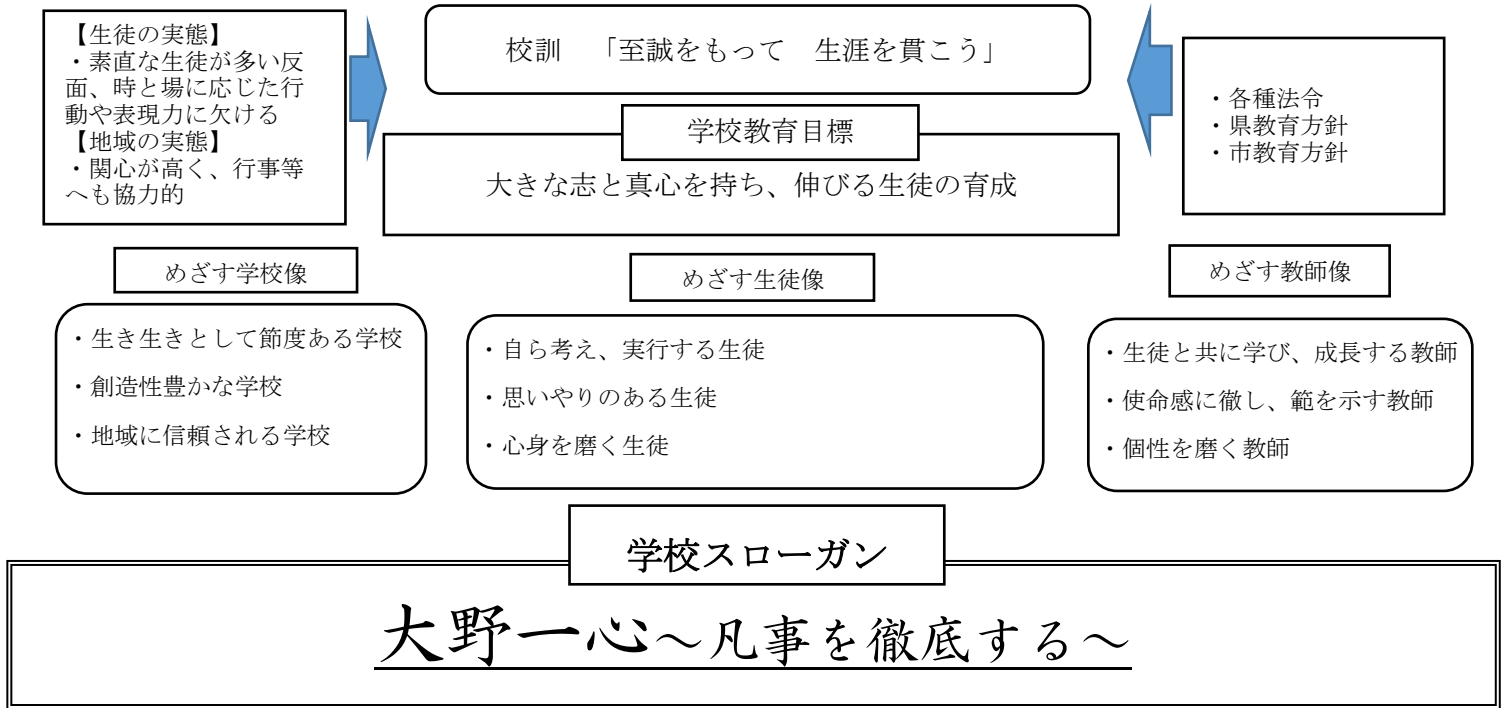 【生徒の実態】
・素直な生徒が多い反
面、時と場に応じた行
動や表現力に欠ける
【地域の実態】
・関心が高く、行事等
へも協力的
校訓　「至誠をもって　生涯を貫こう」
学校教育目標
大きな志と真心を持ち、伸びる生徒の育成
・各種法令
・県教育方針
・市教育方針
めざす学校像
・生き生きとして節度ある学校
・創造性豊かな学校
・地域に信頼される学校
めざす生徒像
・自ら考え、実行する生徒
・思いやりのある生徒
・心身を磨く生徒
めざす教師像
・生徒と共に学び、成長する教師
・使命感に徹し、範を示す教師
・個性を磨く教師
学校スローガン
大野一心～凡事を徹底する～